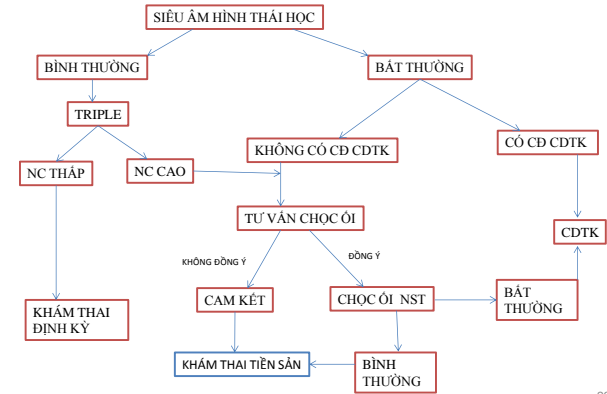 SIÊU ÂM HÌNH THÁI HỌC
BÌNH THƯỜNG
BẤT THƯỜNG
TRIPLE
KHÔNG CÓ CĐ CDTK
CÓ CĐ CDTK
NC THẤP
NC CAO
TƯ VẤN CHỌC ỐI
CDTK
KHÔNG ĐỒNG Ý
ĐỒNG Ý
KHÁM THAI
ĐỊNH KỲ
CAM KẾT
CHỌC ỐI NST
BẤT
THƯỜNG
KHÁM THAI TIỀN SẢN
BÌNH
THƯỜNG